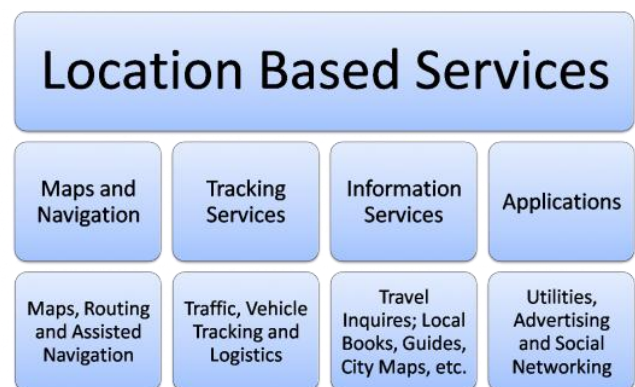 Location Based Services
Maps and
Navigation
Tracking
Services
Information
Services
Applications
Maps, Routing
and Assisted
Navigation
Traffic, Vehicle
Tracking and
Logistics
Travel
Inquires; Local
Books, Guides,
City Maps, etc.
Utilities,
Advertising
and Social
Networking